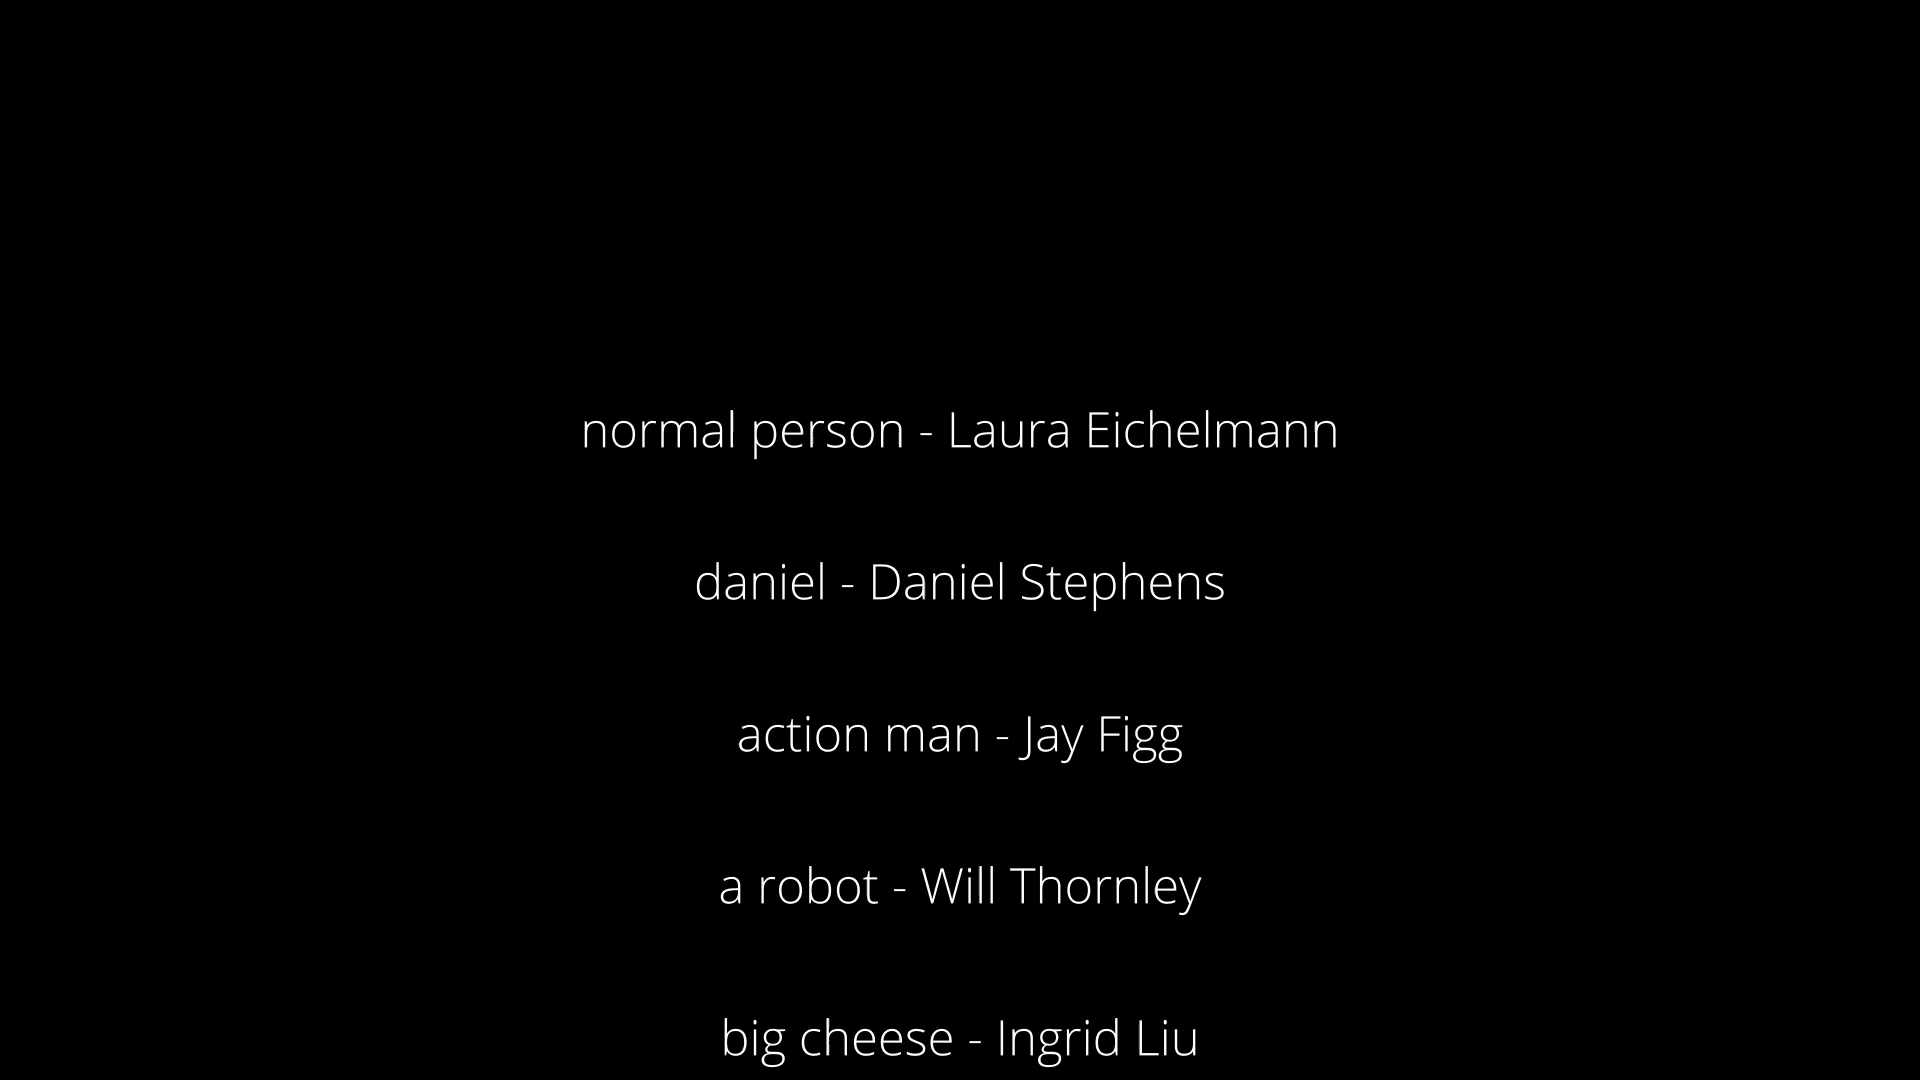 normal person - Laura Eichelmann
daniel - Daniel Stephens
action man - Jay Figg
a robot - Will Thornley
big cheese - Ingrid Liu